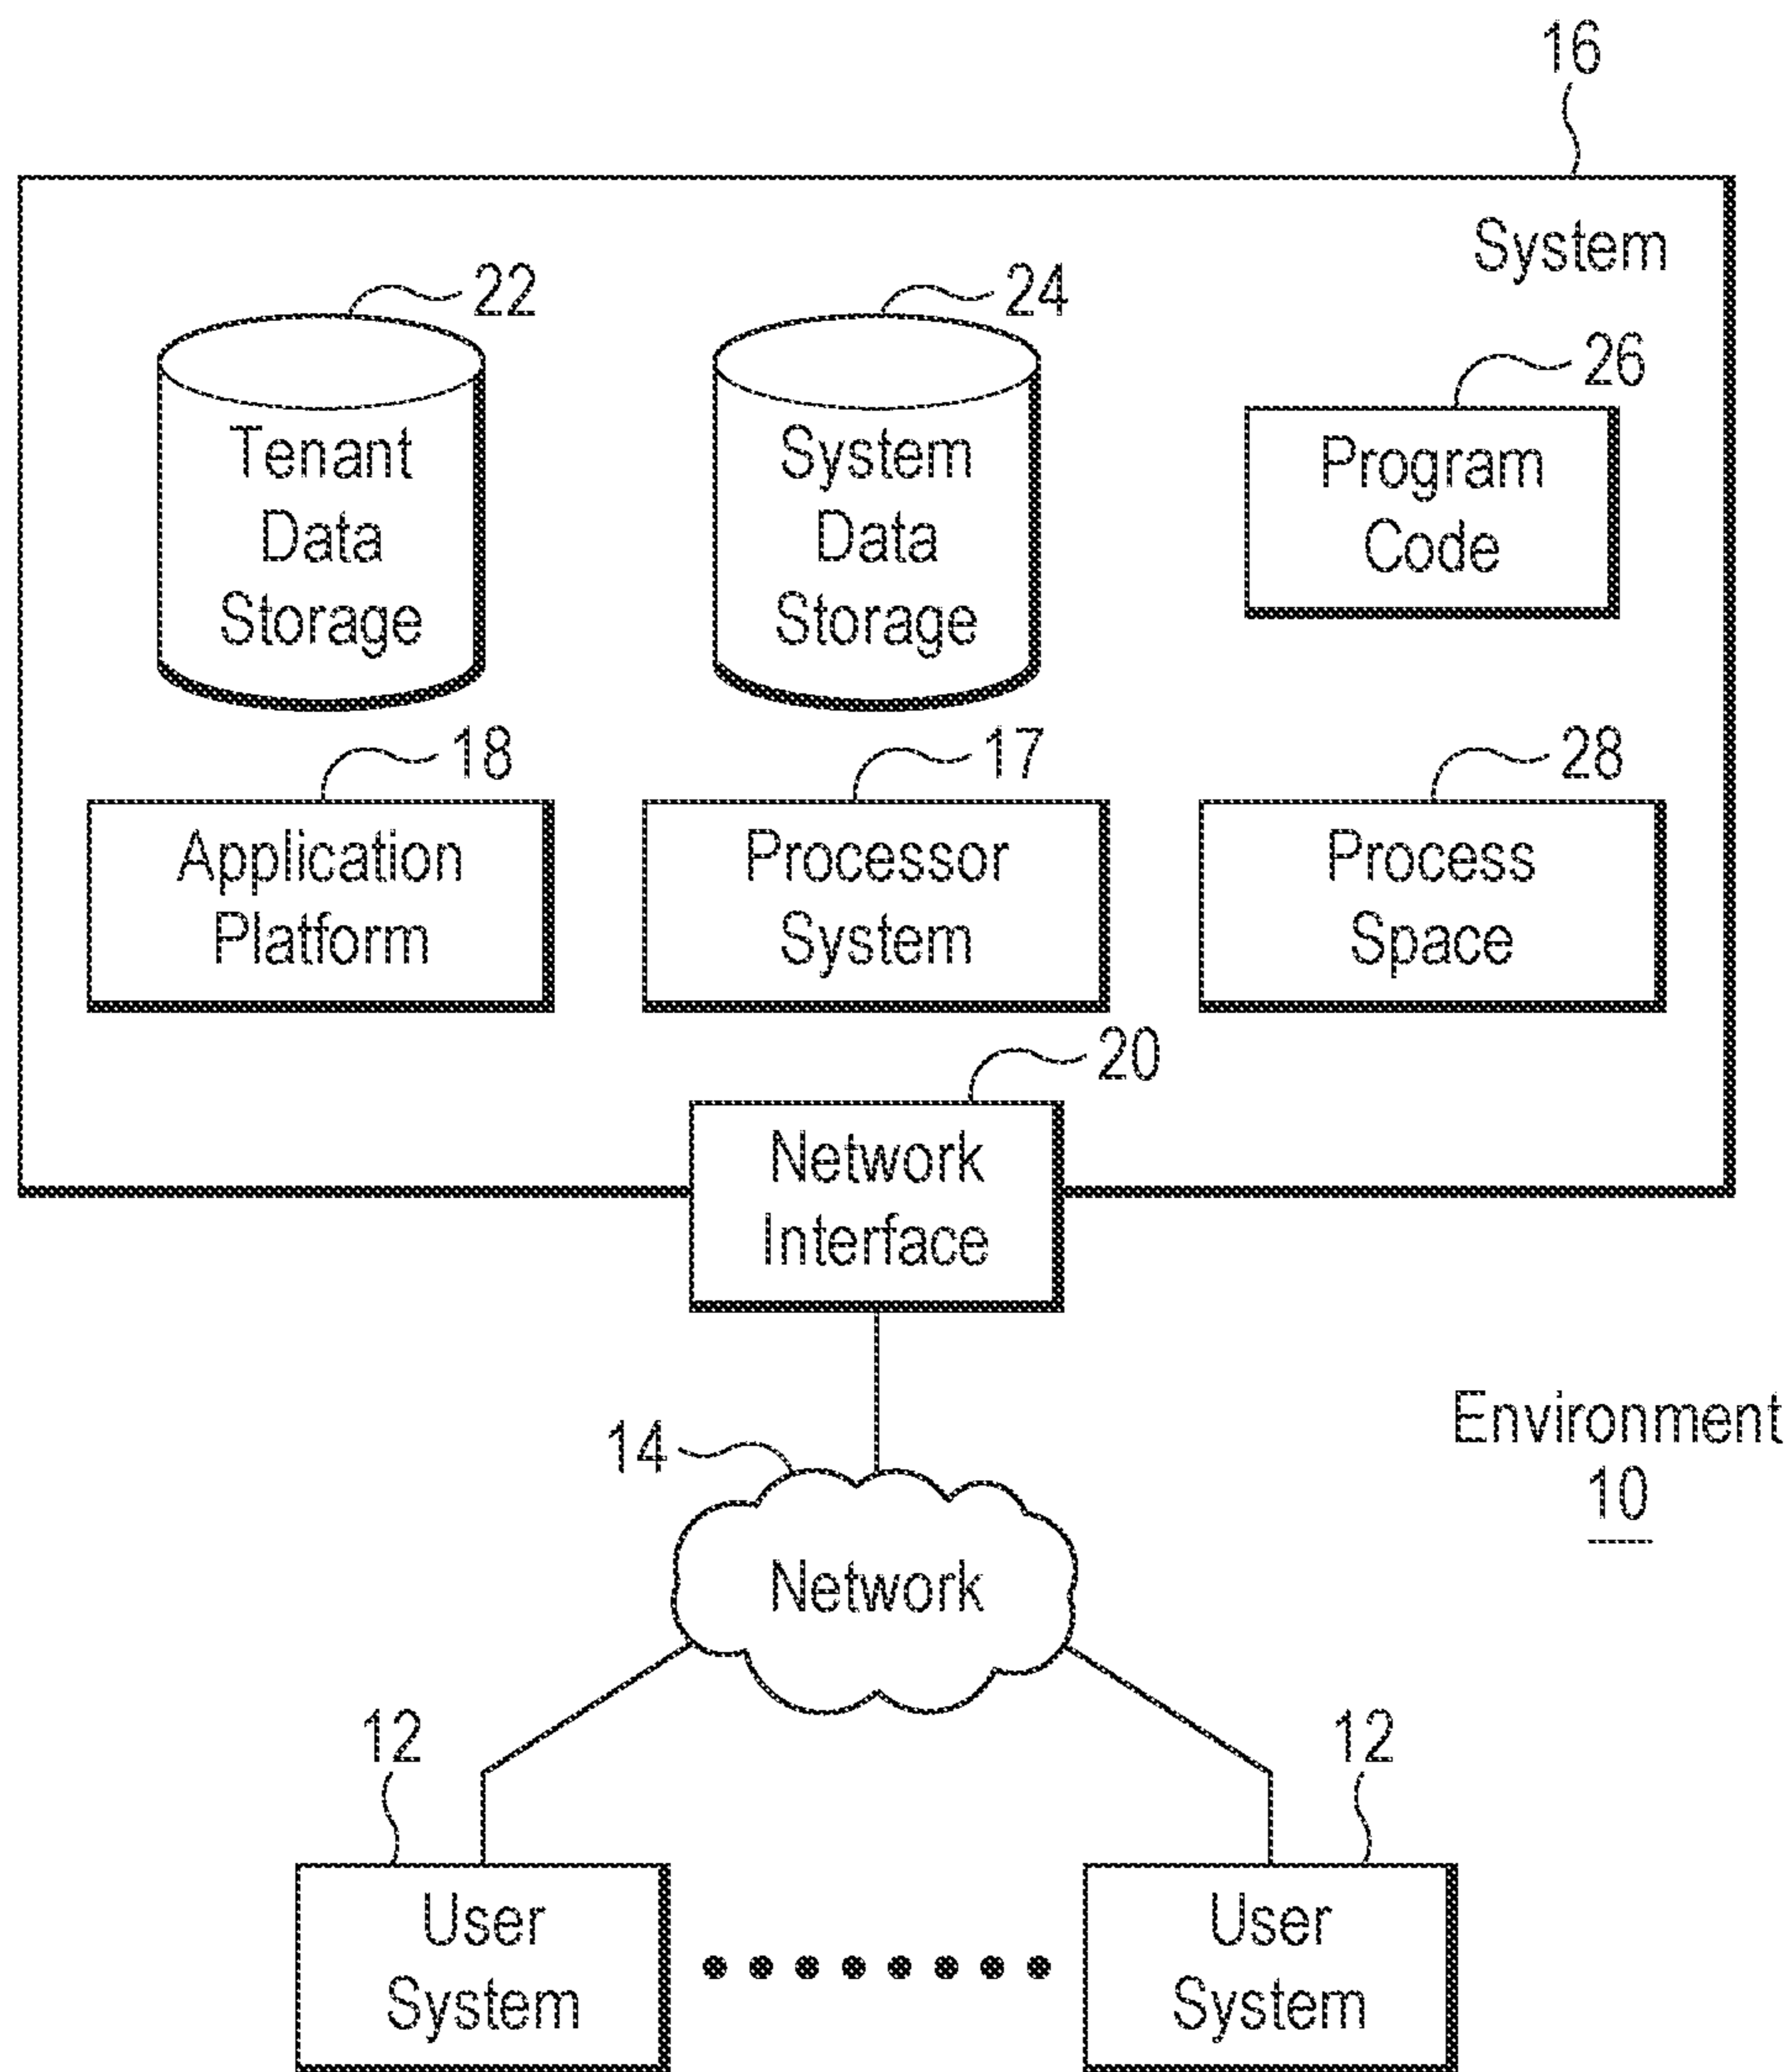 16
System
22
24
26
Tenant
Data
Storage
System
Data
Storage
Program
Code
18
17
28
Application
Platform
Processor
System
Process
Space
20
Network
Interface
Environment
10
14
Network
12
12
User
System
User
System